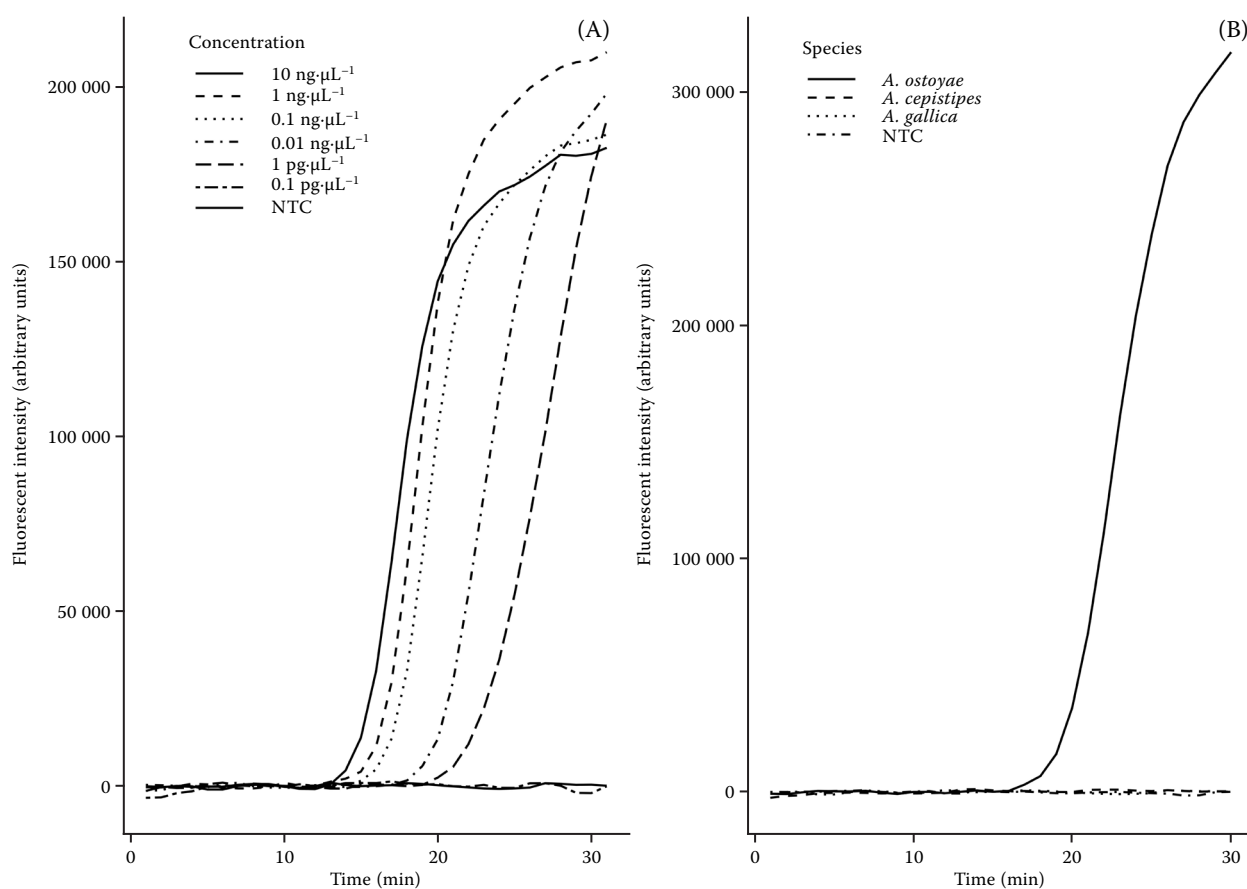 (A)
Concentration
10 ng·µL⁻¹
1 ng·µL⁻¹
0.1 ng·µL⁻¹
0.01 ng·µL⁻¹
1 pg·µL⁻¹
0.1 pg·µL⁻¹
NTC
Fluorescent intensity (arbitrary units)
200 000
150 000
100 000
50 000
0
0 10 20 30
Time (min)
(B)
Species
A. ostoyae
A. cepistipes
A. gallica
NTC
Fluorescent intensity (arbitrary units)
300 000
200 000
100 000
0
0 10 20 30
Time (min)